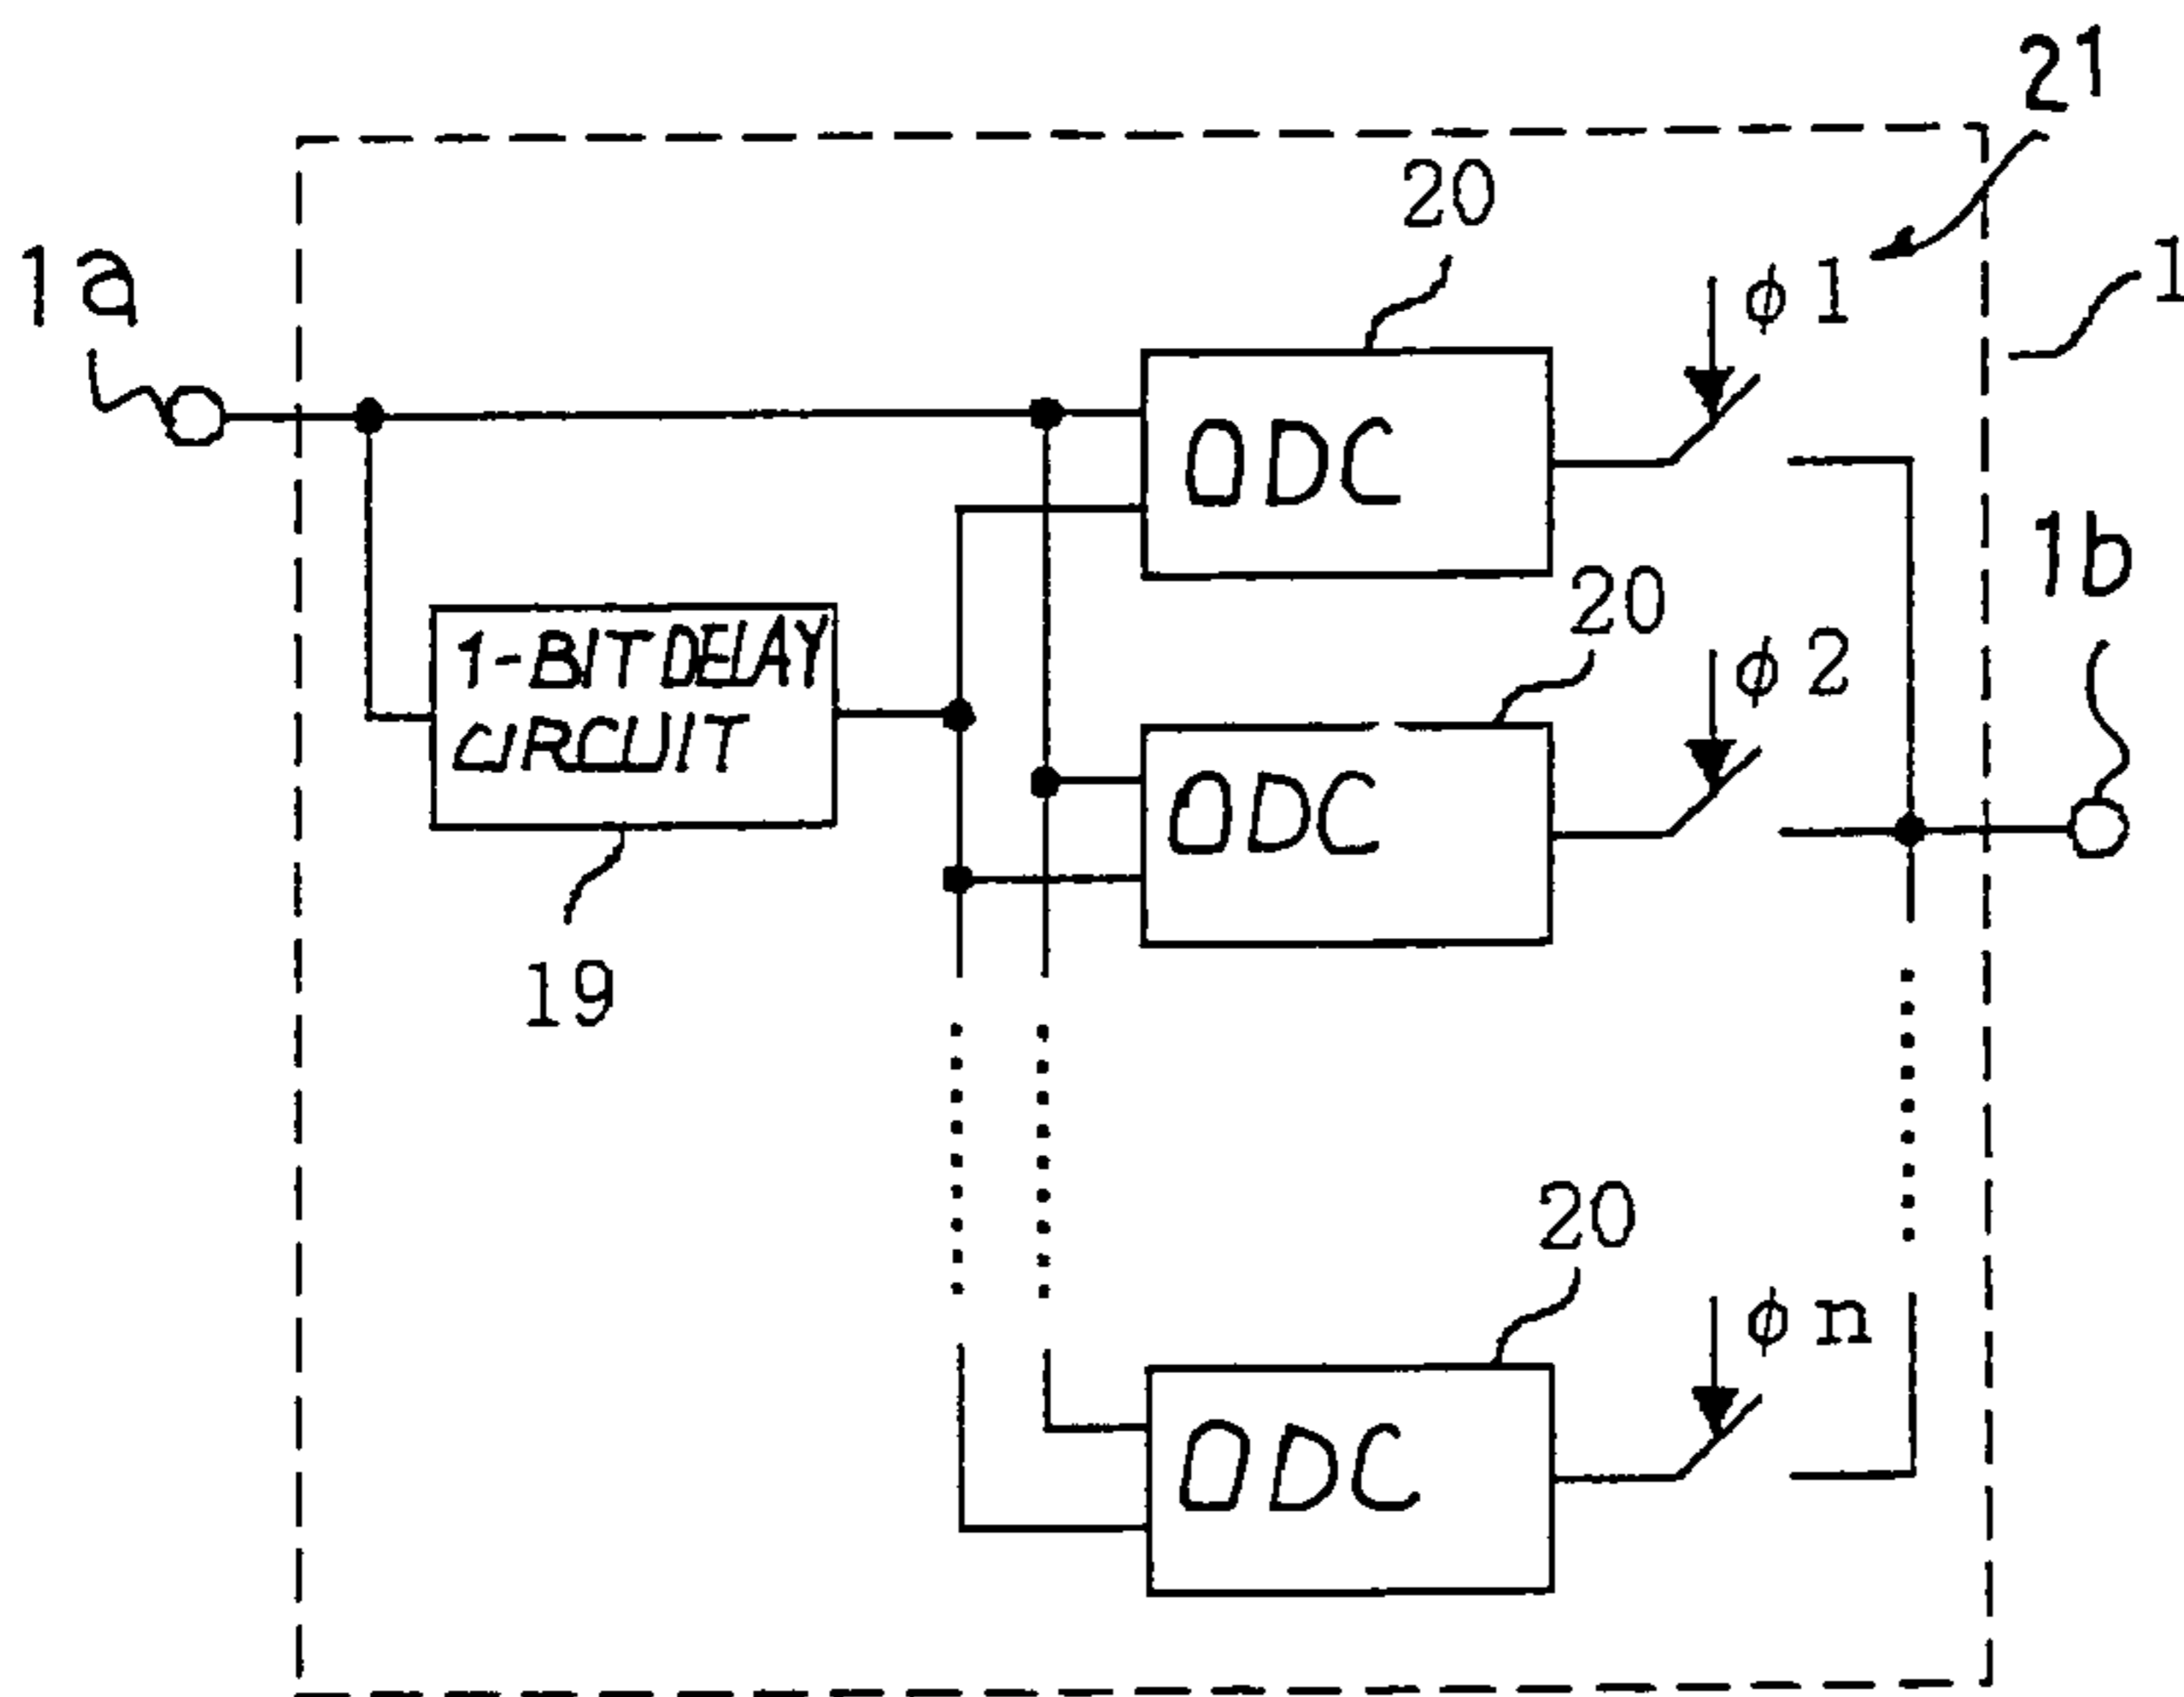 21
20
1a
φ1
1
ODC
1b
20
1-BIT DELAY
CIRCUIT
φ2
ODC
19
20
φn
ODC